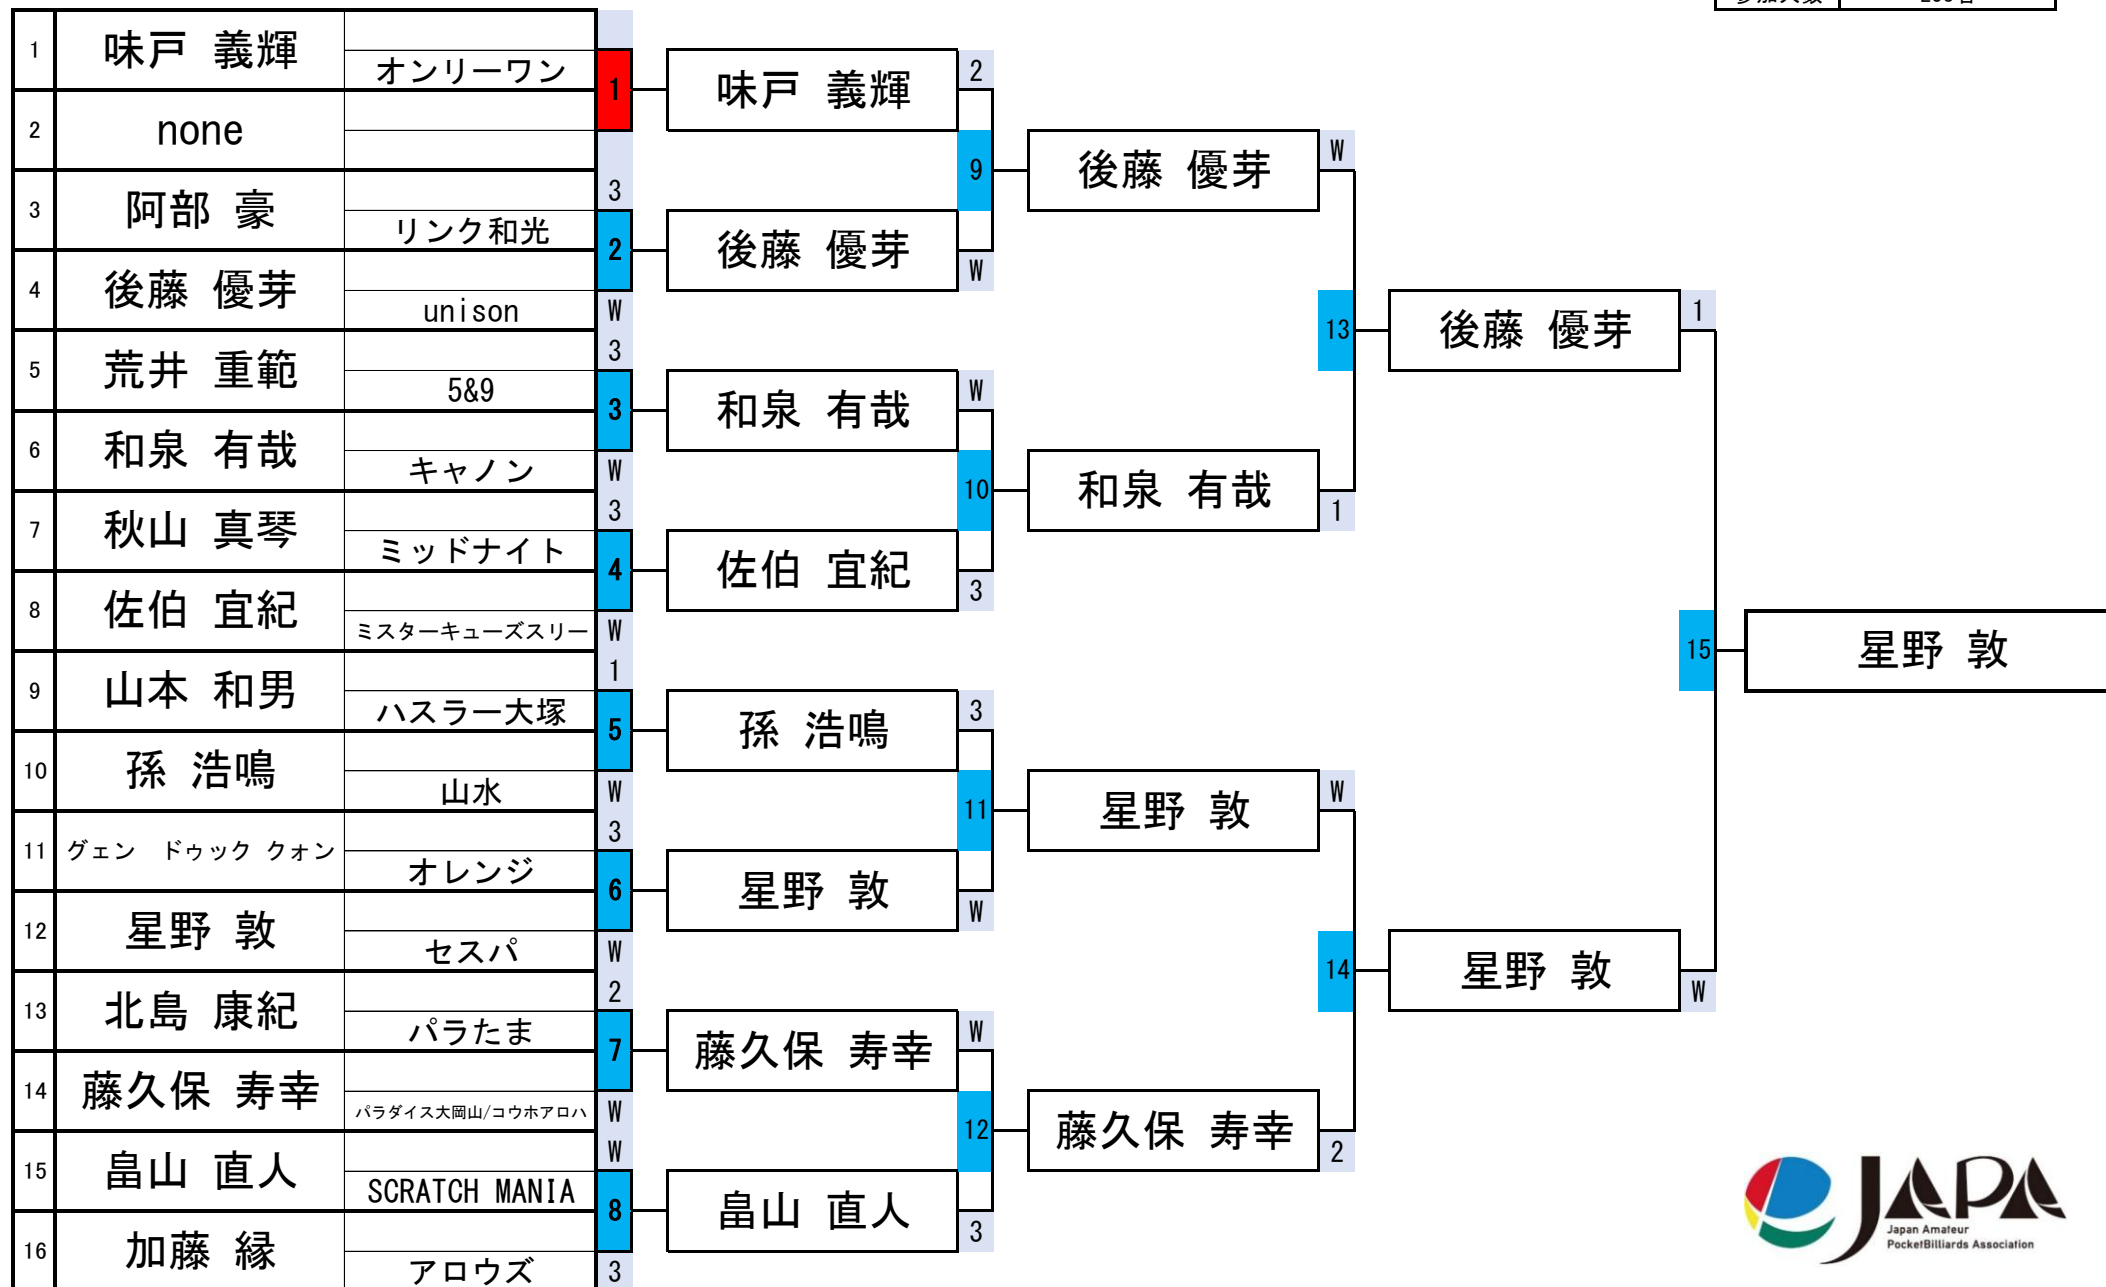 1 味戸 義輝 オンリーワン
2 none
3 阿部 豪 リンク和光
4 後藤 優芽 unison
5 荒井 重範 5&9
6 和泉 有哉 キャノン
7 秋山 真琴 ミッドナイト
8 佐伯 宜紀 ミスターキューズスリー
9 山本 和男 ハスラー大塚
10 孫 浩鳴 山水
11 グェン ドゥック クォン オレンジ
12 星野 敦 セスパ
13 北島 康紀 パラたま
14 藤久保 寿幸 パラダイス大岡山/コウホアロハ
15 畠山 直人 SCRATCH MANIA
16 加藤 縁 アロウズ
1
3
2
W
3
3
W
3
4
W
1
5
W
3
6
W
2
7
W
W
8
3
味戸 義輝 2
9
後藤 優芽 W
和泉 有哉 W
10
佐伯 宜紀 3
孫 浩鳴 3
11
星野 敦 W
藤久保 寿幸 W
12
畠山 直人 3
後藤 優芽 W
13
和泉 有哉 1
星野 敦 W
14
藤久保 寿幸 2
後藤 優芽 1
15
星野 敦 W
星野 敦
JAPA
Japan Amateur
PocketBilliards Association